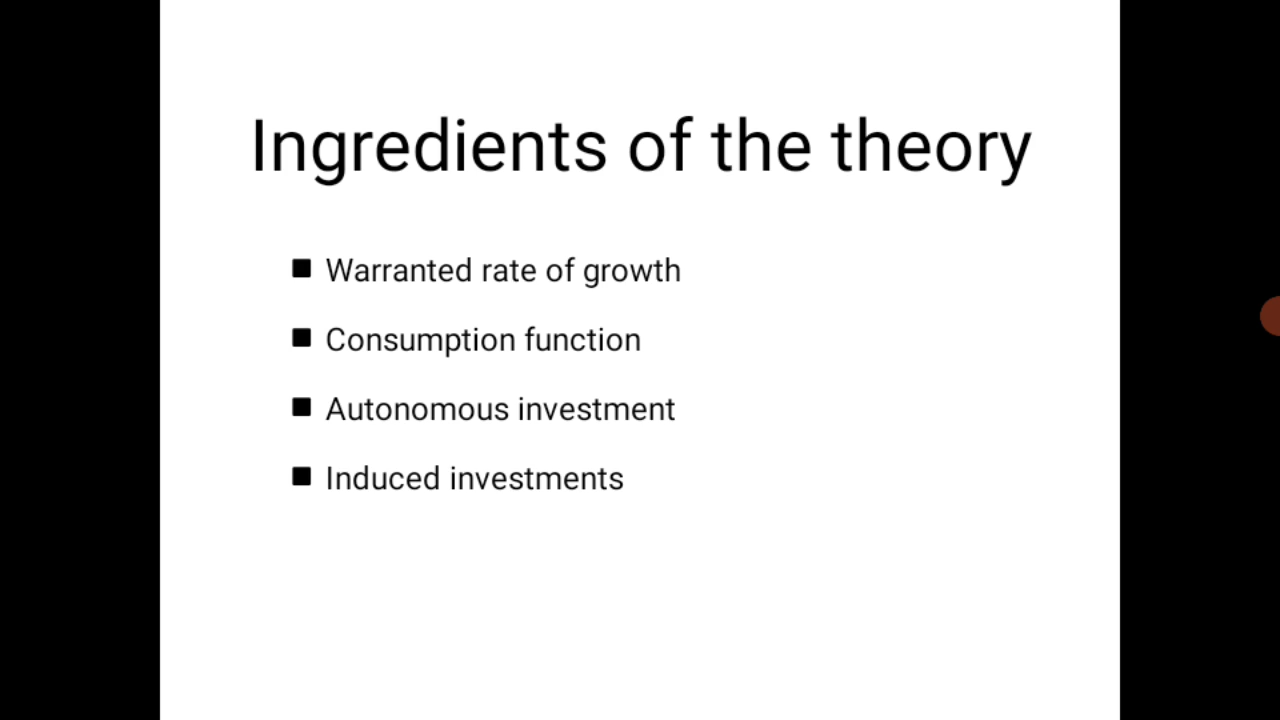 Ingredients of the theory
■ Warranted rate of growth
■ Consumption function
■ Autonomous investment
■ Induced investments